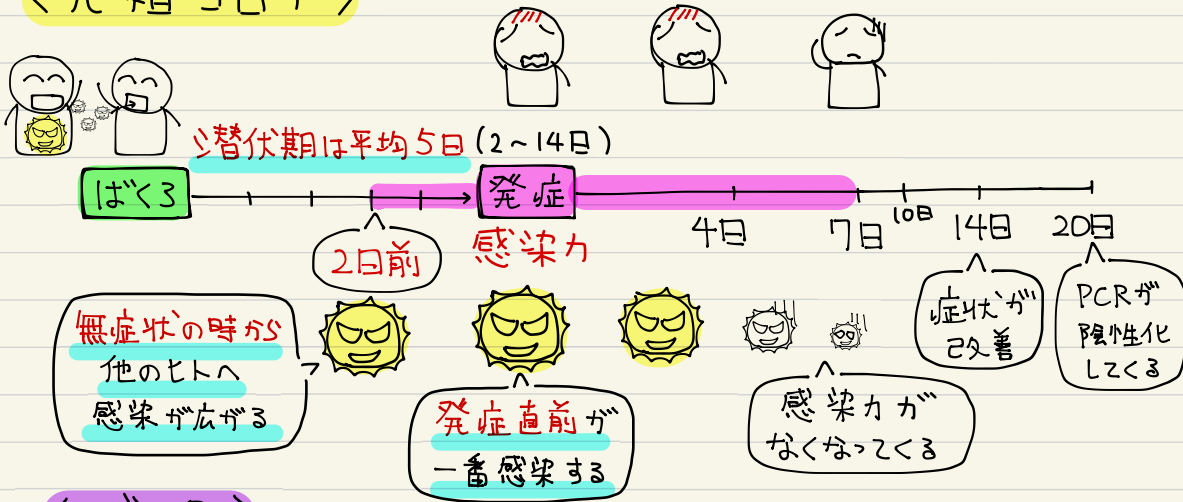 潜伏期は平均5日(2～14日)
ばくろ
発症
4日
7日
10日
14日
20日
2日前
感染力
無症状の時から
他のヒトへ
感染が広がる
発症直前が
一番感染する
感染力が
なくなってくる
症状が
改善
PCRが
陰性化
してくる